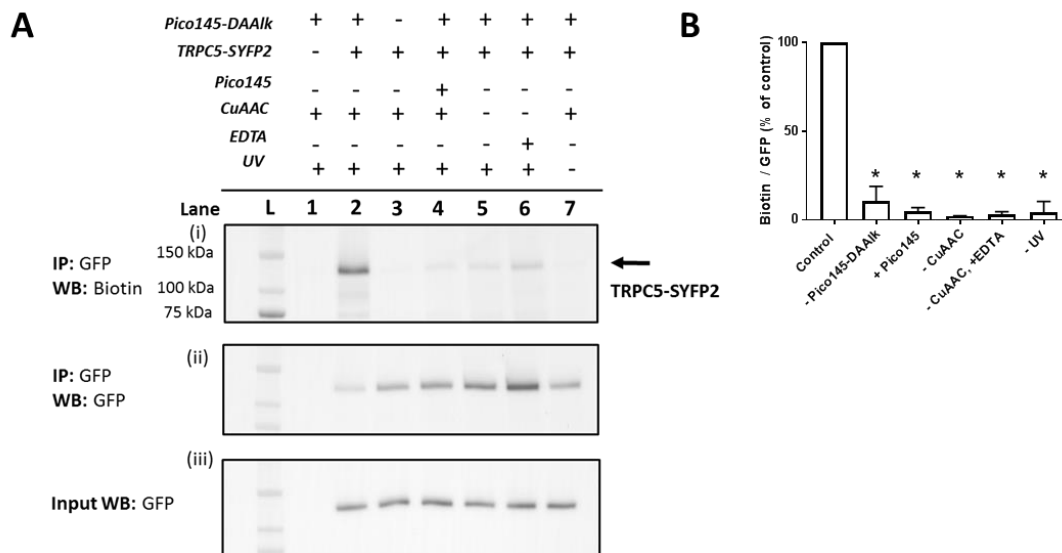 A
Pico145-DAAlk + + - + + + +
TRPC5-SYFP2 - + + + + + +
Pico145 - - - + - - -
CuAAC + + + + - - +
EDTA - - - - - + -
UV + + + + + + -
Lane L 1 2 3 4 5 6 7
(i)
IP: GFP
WB: Biotin
150 kDa
100 kDa
75 kDa
TRPC5-SYFP2
(ii)
IP: GFP
WB: GFP
(iii)
Input WB: GFP
B
Biotin / GFP (% of control)
100
50
0
* * * * *
Control
- Pico145-DAAlk
+ Pico145
- CuAAC
- CuAAC, +EDTA
- UV